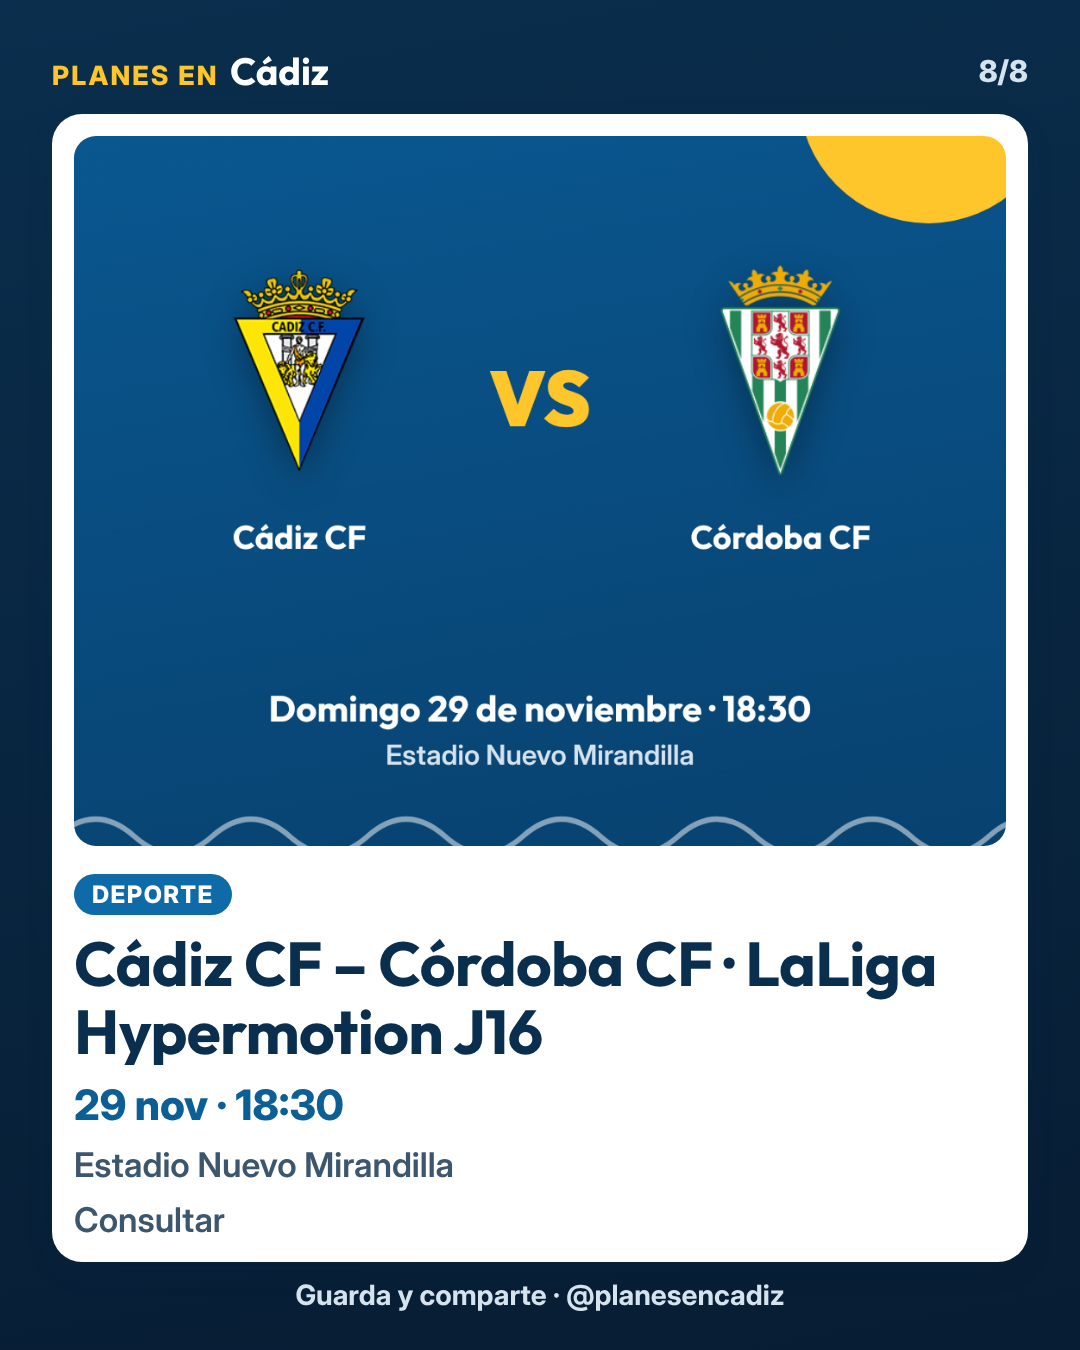 PLANES EN Cádiz
8/8
CADIZ C.F.
VS
Cádiz CF
Córdoba CF
Domingo 29 de noviembre · 18:30
Estadio Nuevo Mirandilla
DEPORTE
Cádiz CF – Córdoba CF · LaLiga
Hypermotion J16
29 nov · 18:30
Estadio Nuevo Mirandilla
Consultar
Guarda y comparte · @planesencadiz